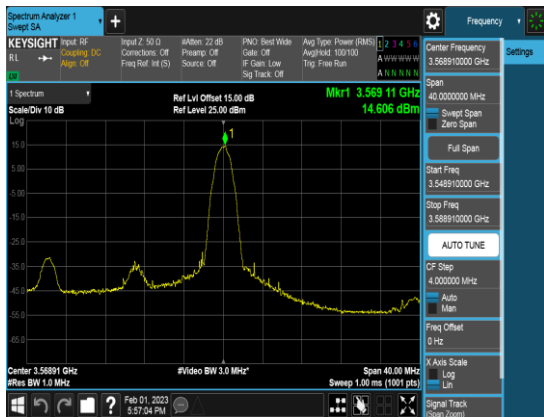 Spectrum Analyzer 1
Swept SA
Frequency
KEYSIGHT
RL
Input: RF
Coupling: DC
Align: Off
Input Z: 50 Ω
Corrections: Off
Freq Ref: Int (S)
#Atten: 22 dB
Preamp: Off
Source: Off
PNO: Best Wide
Gate: Off
IF Gain: Low
Sig Track: Off
Avg Type: Power (RMS)
Avg|Hold: 100/100
Trig: Free Run
1 2 3 4 5 6
A W W W W W
A N N N N N
Center Frequency
3.568910000 GHz
Settings
Span
40.0000000 MHz
Swept Span
Zero Span
Full Span
Start Freq
3.548910000 GHz
Stop Freq
3.588910000 GHz
AUTO TUNE
CF Step
4.000000 MHz
Auto
Man
Freq Offset
0 Hz
X Axis Scale
Log
Lin
Signal Track
(Span Zoom)
1 Spectrum
Scale/Div 10 dB
Ref Lvl Offset 15.00 dB
Ref Level 25.00 dBm
Mkr1 3.569 11 GHz
14.606 dBm
Log
1
15.0
5.00
-5.00
-15.0
-25.0
-35.0
-45.0
-55.0
-65.0
Center 3.56891 GHz
#Res BW 1.0 MHz
#Video BW 3.0 MHz*
Span 40.00 MHz
Sweep 1.00 ms (1001 pts)
Feb 01, 2023
5:57:04 PM